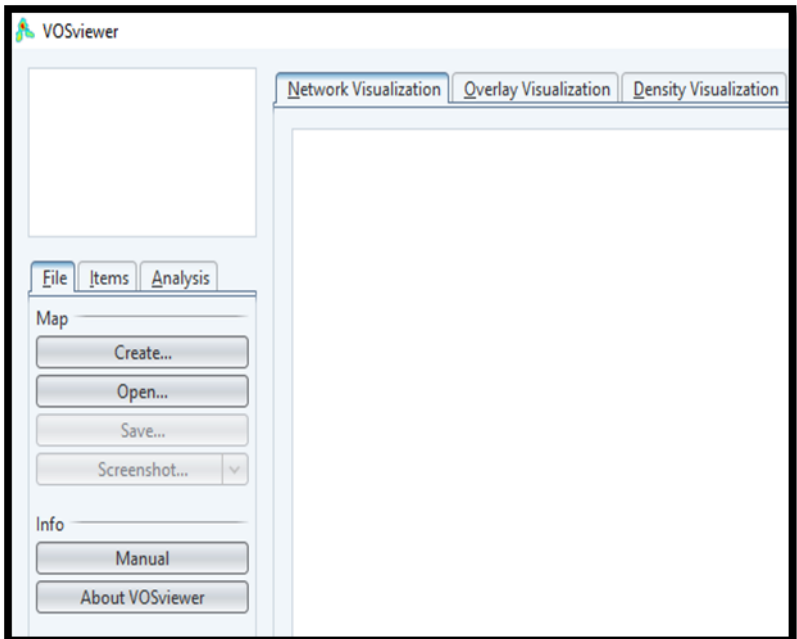 VOSviewer
Network Visualization Overlay Visualization Density Visualization
File Items Analysis
Map
Create...
Open...
Save...
Screenshot...
Info
Manual
About VOSviewer